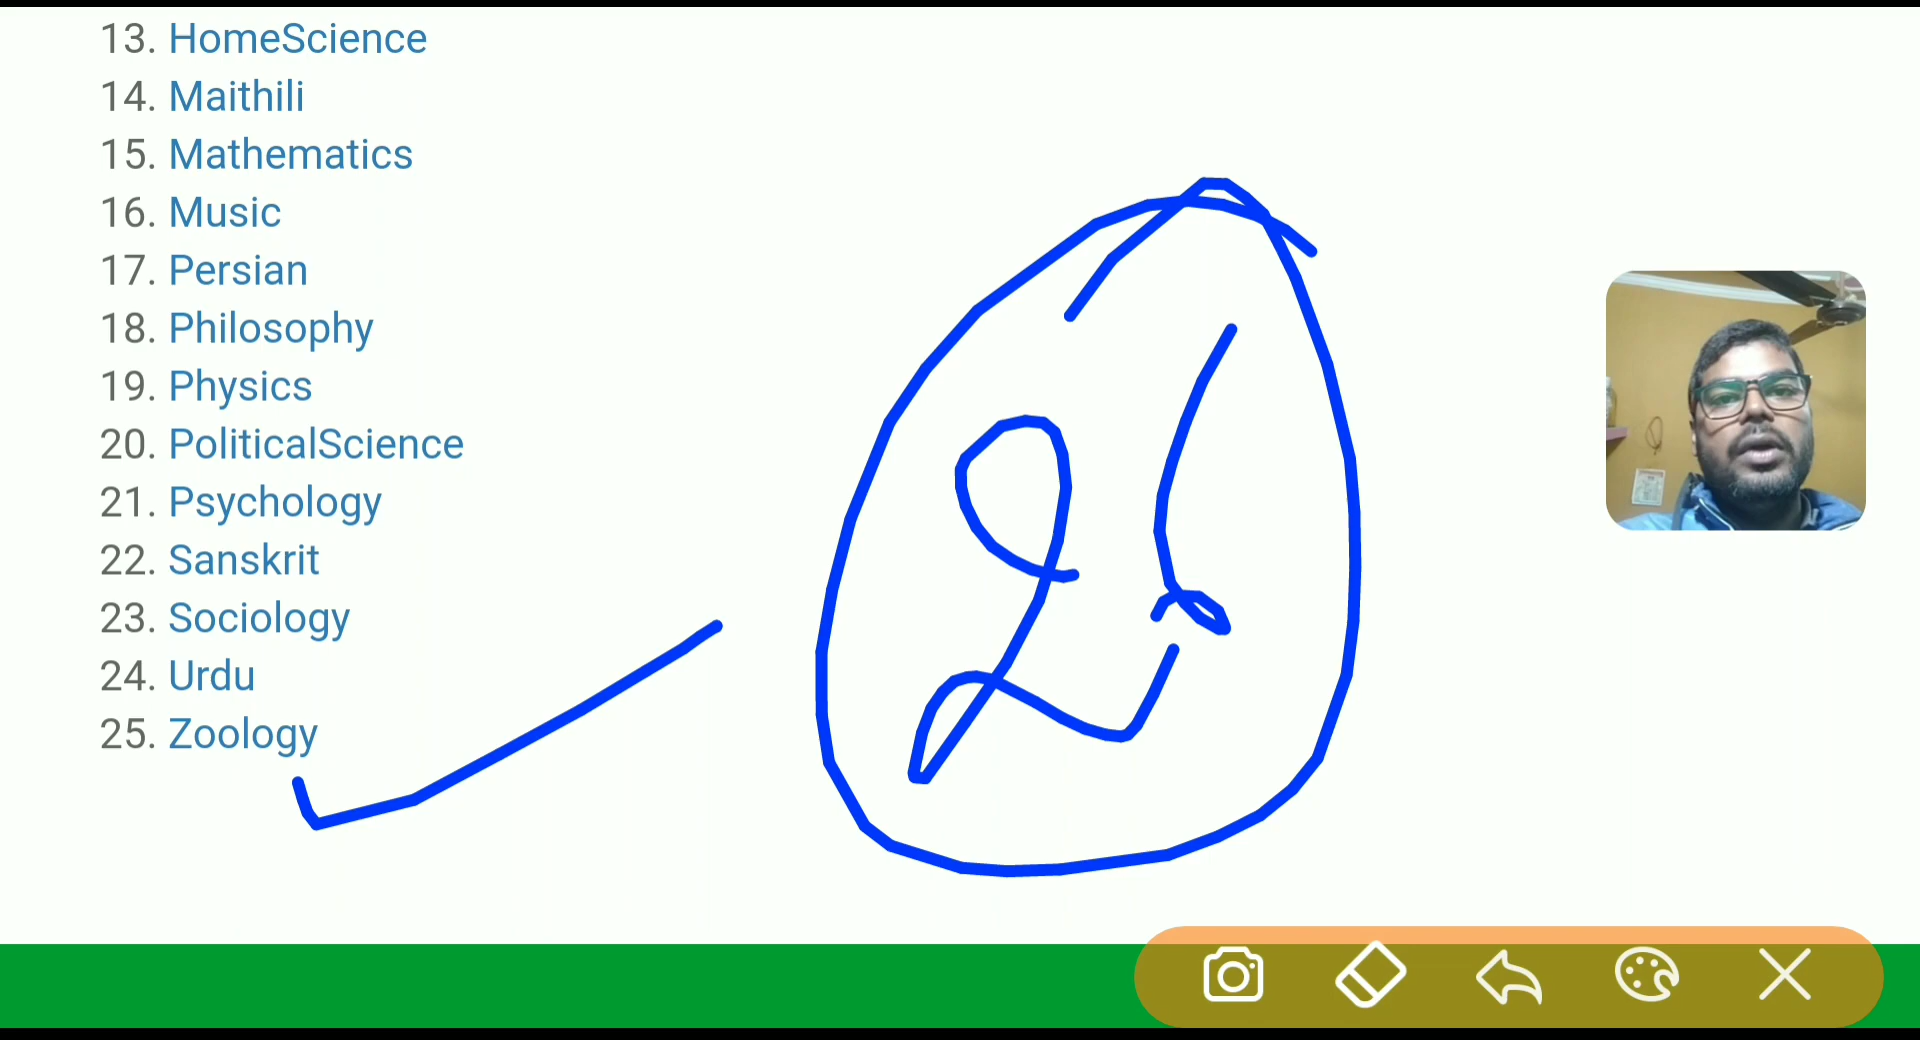 13. HomeScience
14. Maithili
15. Mathematics
16. Music
17. Persian
18. Philosophy
19. Physics
20. PoliticalScience
21. Psychology
22. Sanskrit
23. Sociology
24. Urdu
25. Zoology